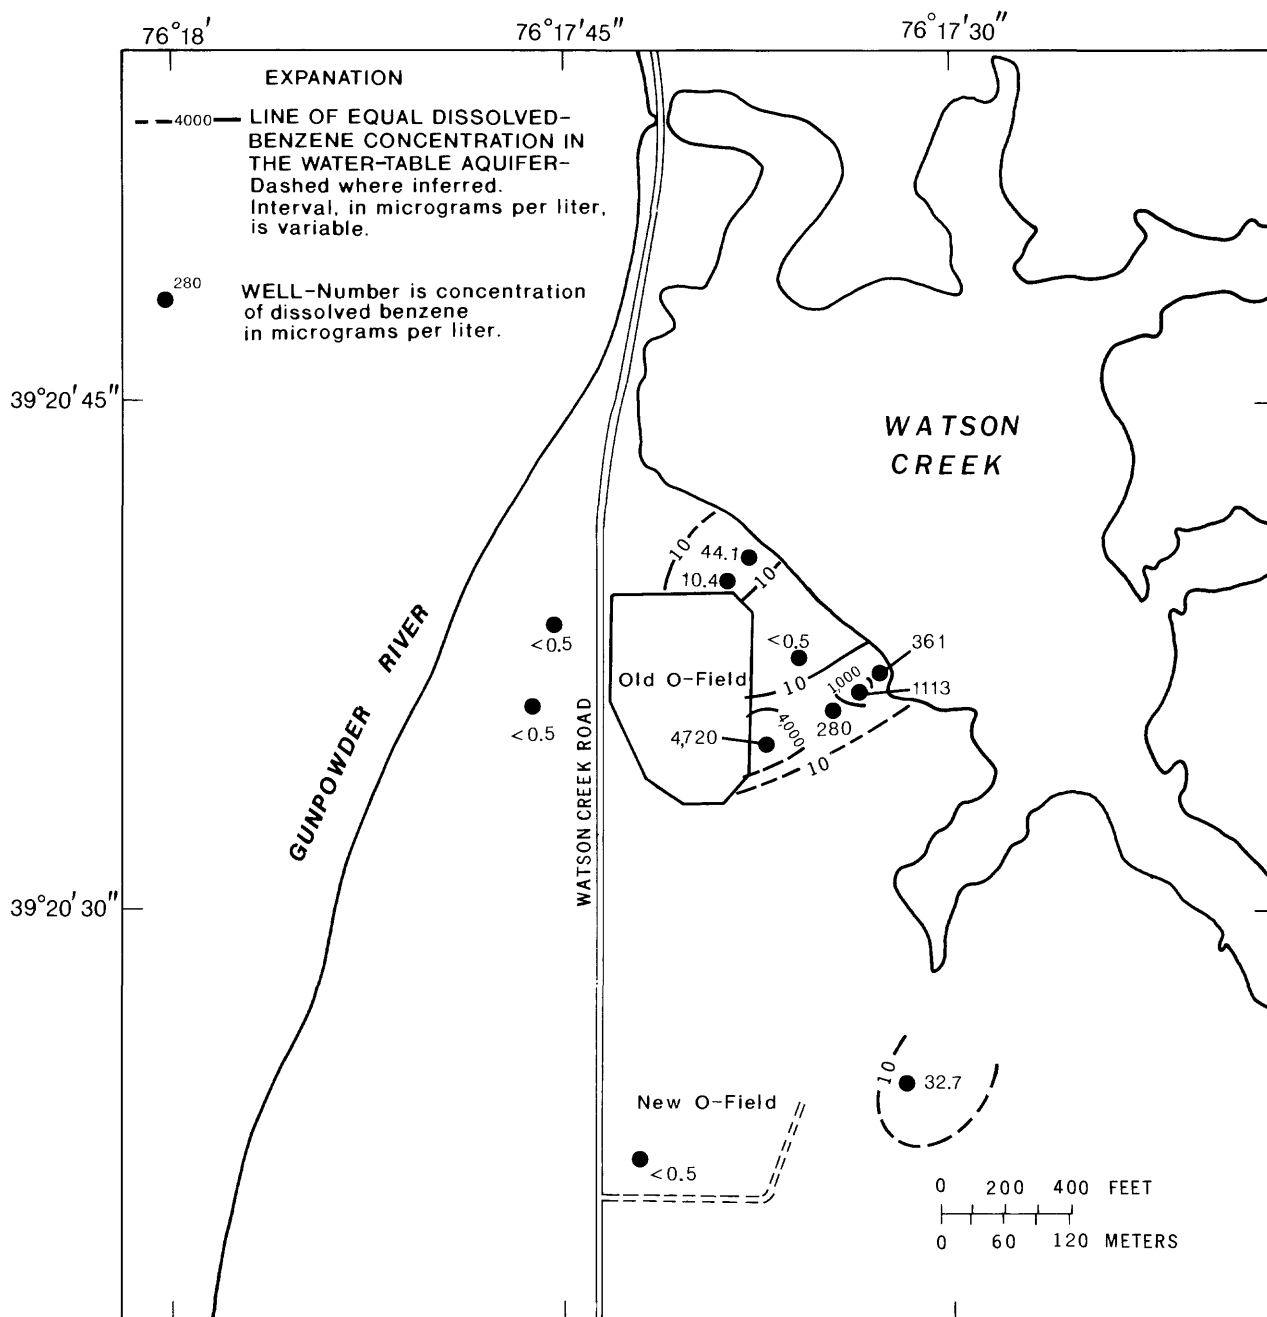 76°18'
76°17'45"
76°17'30"
EXPANATION
4000
LINE OF EQUAL DISSOLVED-
BENZENE CONCENTRATION IN
THE WATER-TABLE AQUIFER-
Dashed where inferred.
Interval, in micrograms per liter,
is variable.
280
WELL-Number is concentration
of dissolved benzene
in micrograms per liter.
39°20'45"
WATSON
CREEK
10
44.1
10.4
10
GUNPOWDER RIVER
<0.5
<0.5
361
Old O-Field
10
1,000
1113
<0.5
WATSON CREEK ROAD
4,720
4,000
280
10
39°20'30"
10
32.7
New O-Field
<0.5
0 200 400 FEET
0 60 120 METERS